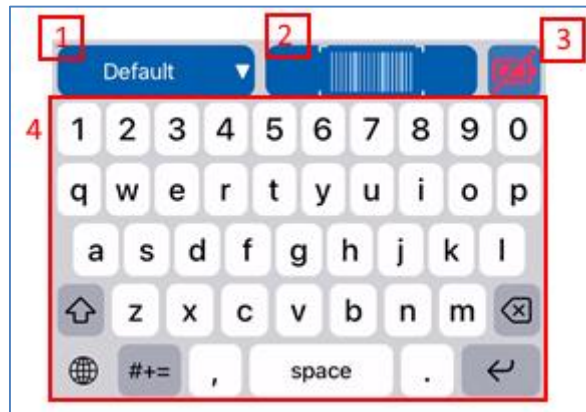 1 2 3
Default ▼
4
1 2 3 4 5 6 7 8 9 0
q w e r t y u i o p
a s d f g h j k l
z x c v b n m
#+= , space .